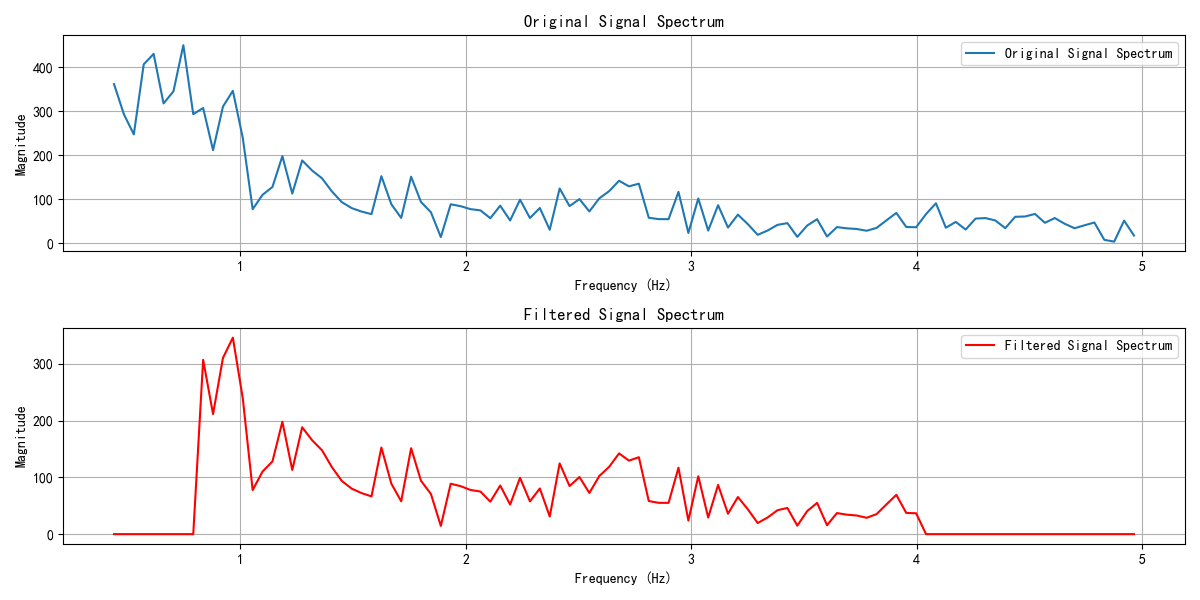 Original Signal Spectrum
Original Signal Spectrum
Magnitude
400
300
200
100
0
1
2
3
4
5
Frequency (Hz)
Filtered Signal Spectrum
Filtered Signal Spectrum
Magnitude
300
200
100
0
1
2
3
4
5
Frequency (Hz)